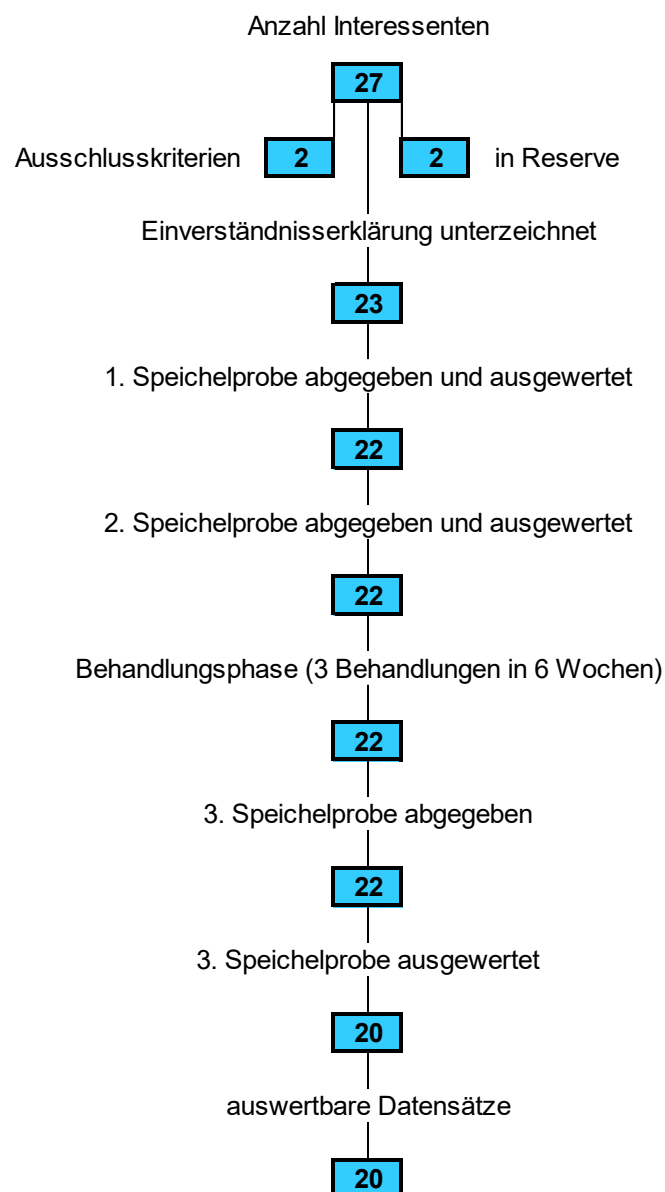 Anzahl Interessenten
27
Ausschlusskriterien 2 2 in Reserve
Einverständnisserklärung unterzeichnet
23
1. Speichelprobe abgegeben und ausgewertet
22
2. Speichelprobe abgegeben und ausgewertet
22
Behandlungsphase (3 Behandlungen in 6 Wochen)
22
3. Speichelprobe abgegeben
22
3. Speichelprobe ausgewertet
20
auswertbare Datensätze
20